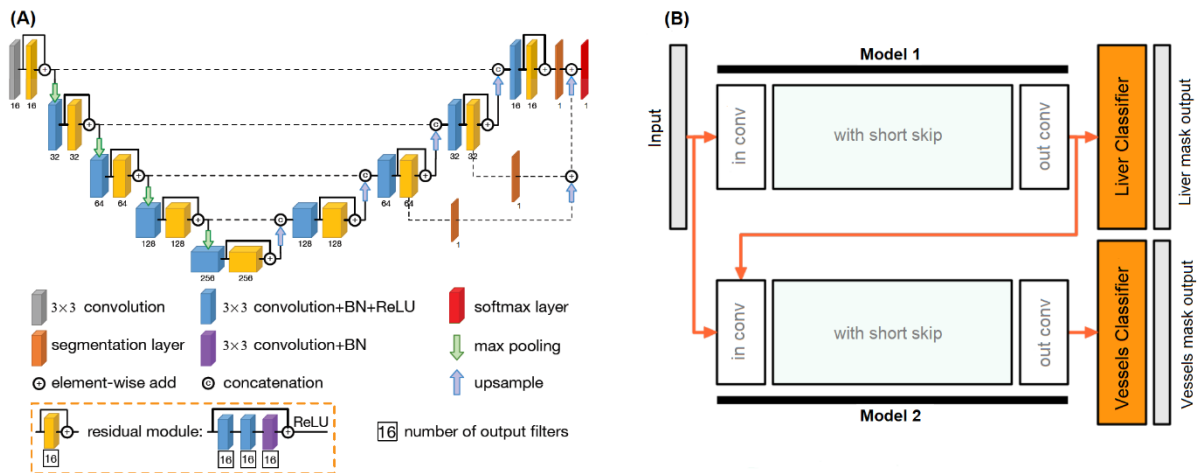 (A)
16 16
32 32
64 64
128 128
256 256
128 128
64 64
32 32
16 16 1 1
1
1
3×3 convolution
3×3 convolution+BN+ReLU
softmax layer
segmentation layer
3×3 convolution+BN
max pooling
+ element-wise add
c concatenation
upsample
16
residual module:
16 16 16
ReLU
16 number of output filters
(B)
Model 1
Input
in conv
with short skip
out conv
Liver Classifier
Liver mask output
in conv
with short skip
out conv
Vessels Classifier
Vessels mask output
Model 2